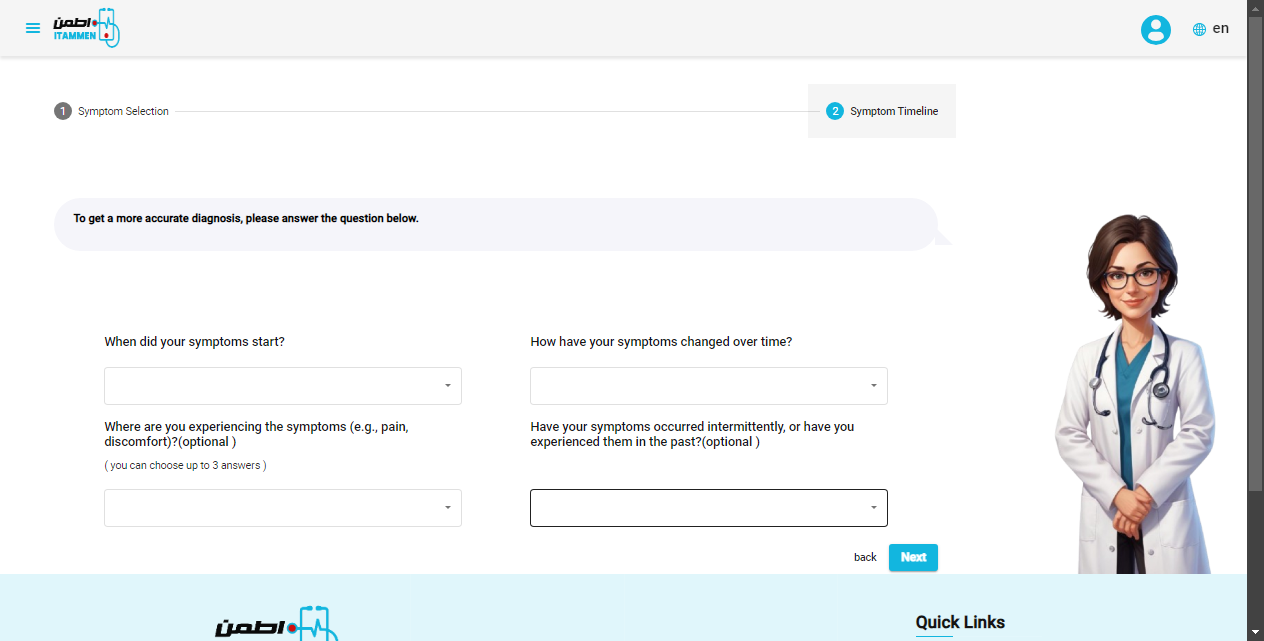 اطمن
ITAMMEN
en
1 Symptom Selection
2 Symptom Timeline
To get a more accurate diagnosis, please answer the question below.
When did your symptoms start?
How have your symptoms changed over time?
Where are you experiencing the symptoms (e.g., pain,
discomfort)?(optional )
( you can choose up to 3 answers )
Have your symptoms occurred intermittently, or have you
experienced them in the past?(optional )
back
Next
اطمن
Quick Links